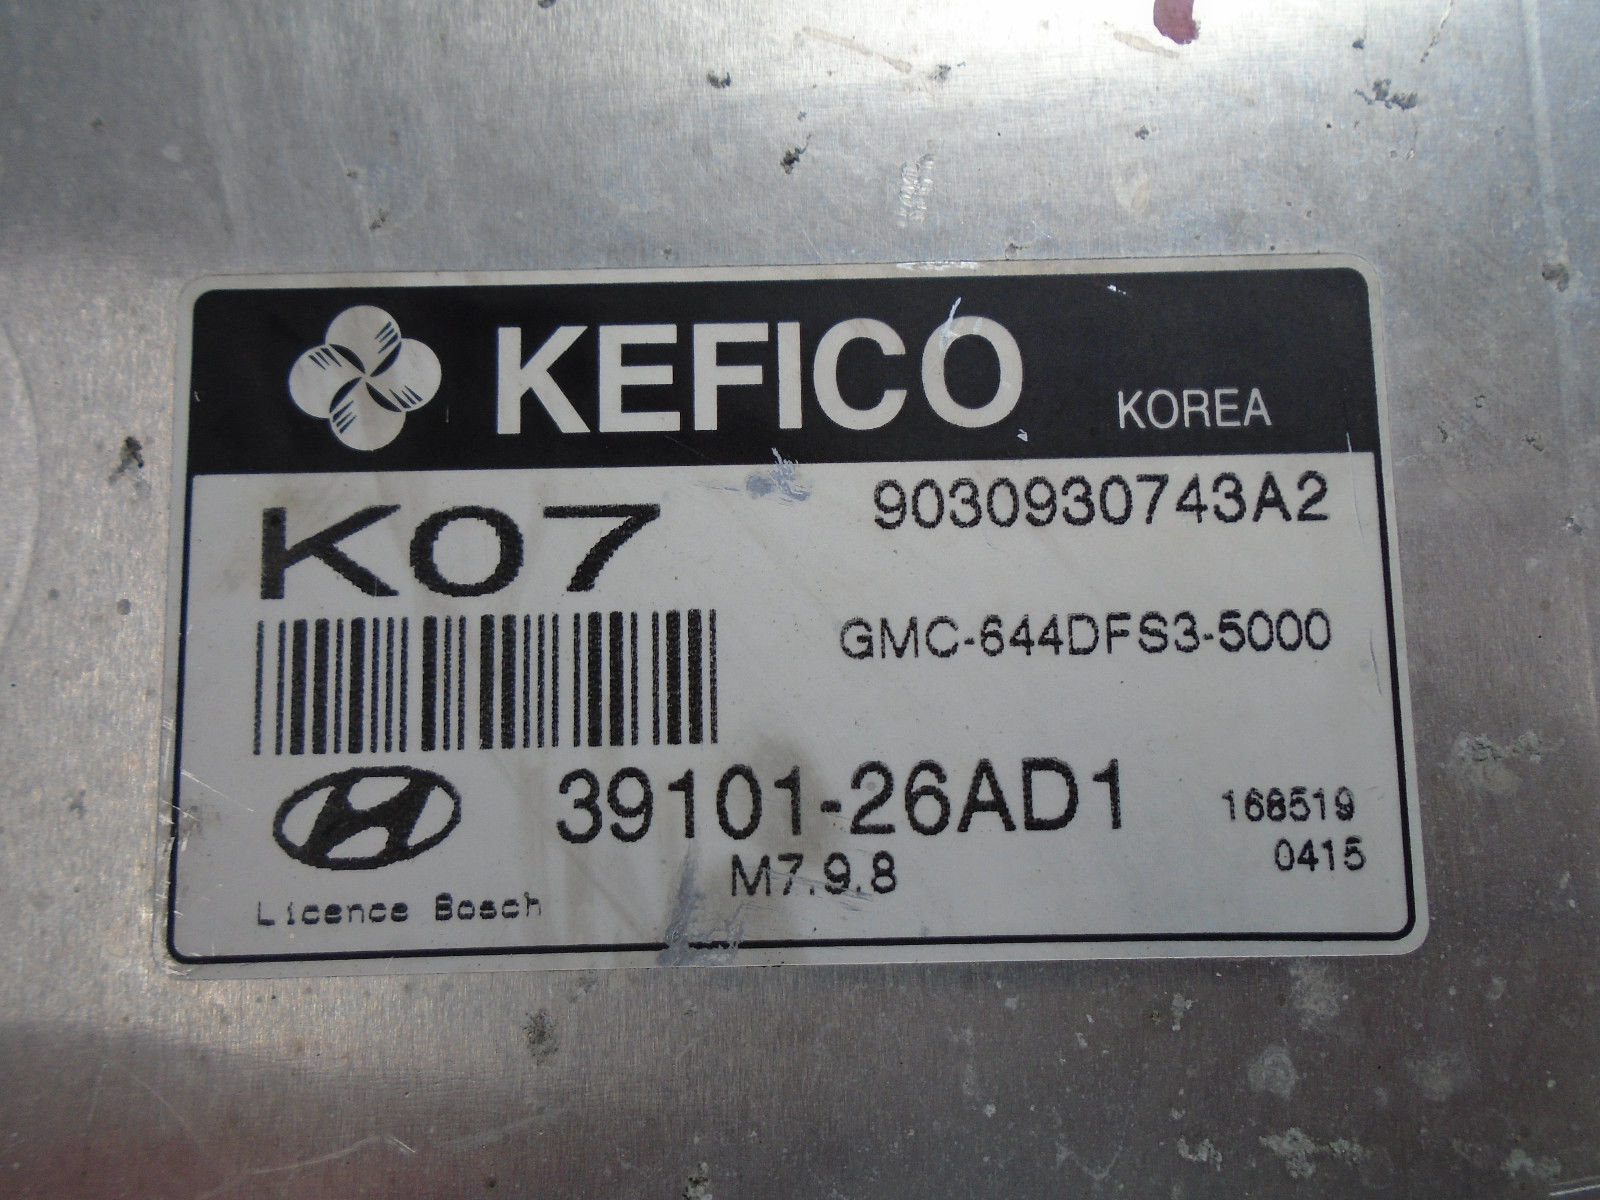 KEFICO KOREA
K07
9030930743A2
GMC-644DFS3-5000
39101-26AD1
168519
M7.9.8
0415
Licence Bosch